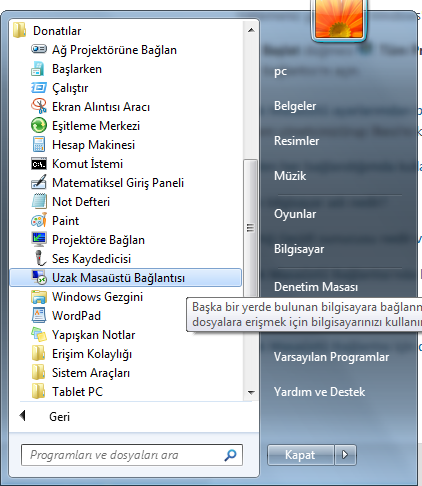 Donatılar
Ağ Projektörüne Bağlan
Başlarken
Çalıştır
Ekran Alıntısı Aracı
Eşitleme Merkezi
Hesap Makinesi
Komut İstemi
Matematiksel Giriş Paneli
Not Defteri
Paint
Projektöre Bağlan
Ses Kaydedicisi
Uzak Masaüstü Bağlantısı
Windows Gezgini
WordPad
Yapışkan Notlar
Erişim Kolaylığı
Sistem Araçları
Tablet PC
Geri
Programları ve dosyaları ara
pc
Belgeler
Resimler
Müzik
Oyunlar
Bilgisayar
Denetim Masası
Başka bir yerde bulunan bilgisayara
dosyalara erişmek için bilgisayarınızı
Varsayılan Programlar
Yardım ve Destek
Kapat